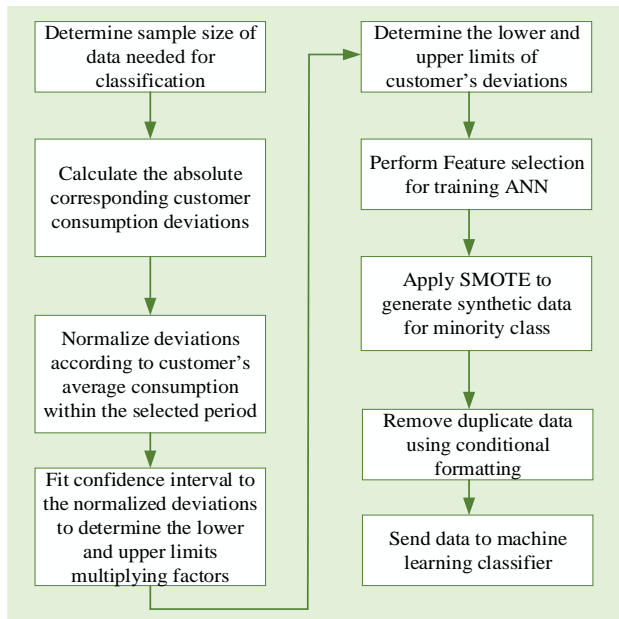 Determine sample size of
data needed for
classification
Calculate the absolute
corresponding customer
consumption deviations
Normalize deviations
according to customer’s
average consumption
within the selected period
Fit confidence interval to
the normalized deviations
to determine the lower
and upper limits
multiplying factors
Determine the lower and
upper limits of
customer’s deviations
Perform Feature selection
for training ANN
Apply SMOTE to
generate synthetic data
for minority class
Remove duplicate data
using conditional
formatting
Send data to machine
learning classifier